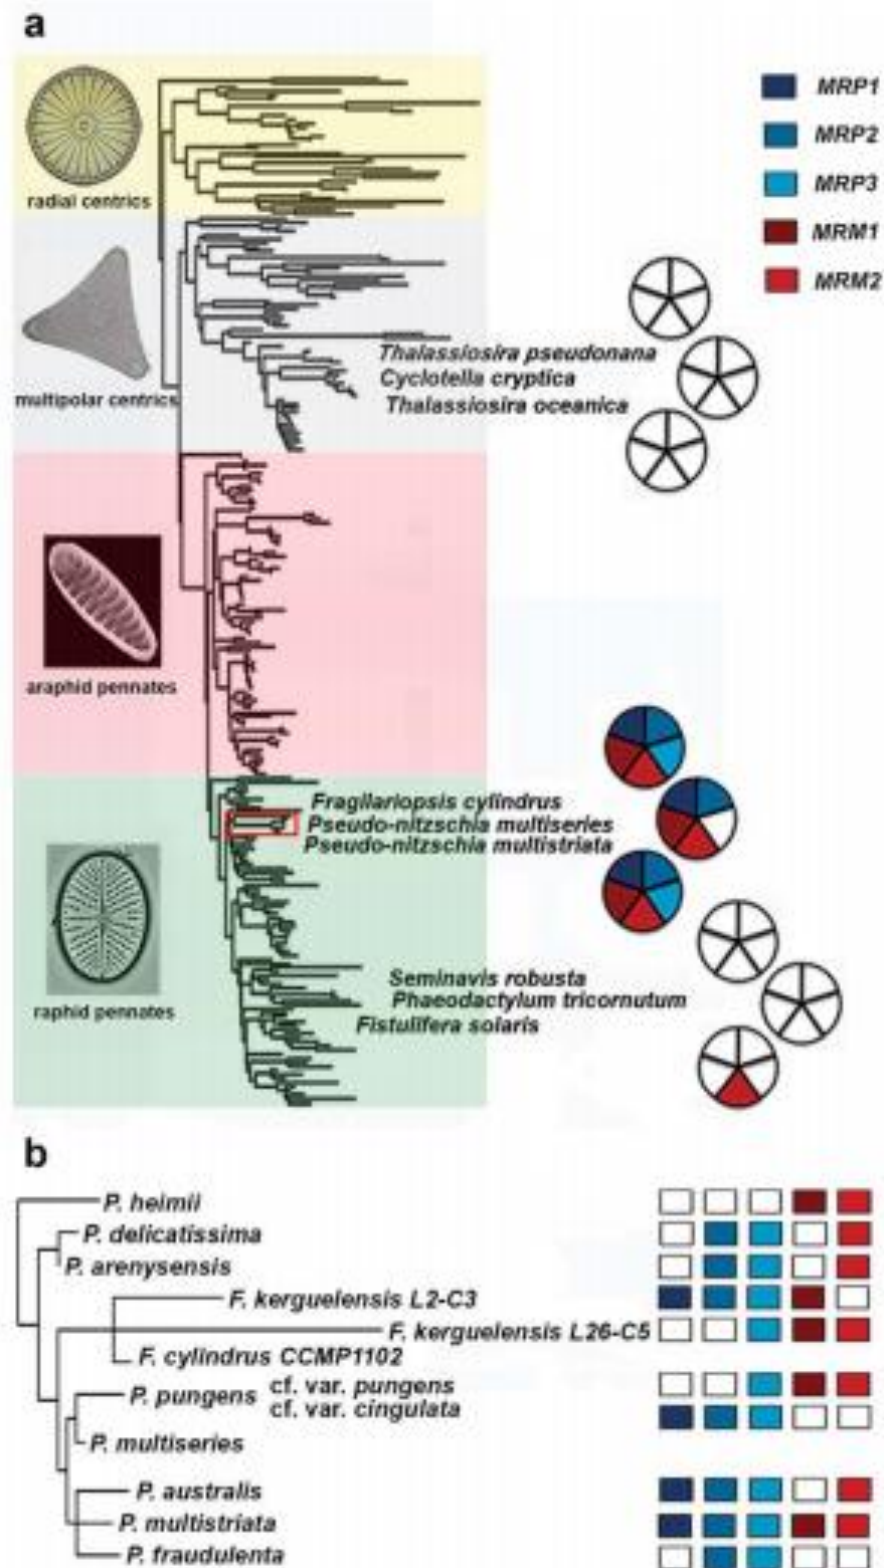 a
MRP1
MRP2
MRP3
MRM1
MRM2
radial centrics
multipolar centrics
Thalassiosira pseudonana
Cyclotella cryptica
Thalassiosira oceanica
araphid pennates
Fragilariopsis cylindrus
Pseudo-nitzschia multiseries
Pseudo-nitzschia multistriata
raphid pennates
Seminavis robusta
Phaeodactylum tricornutum
Fistulifera solaris
b
P. heimii
P. delicatissima
P. arenysensis
F. kerguelensis L2-C3
F. kerguelensis L26-C5
F. cylindrus CCMP1102
P. pungens cf. var. pungens
cf. var. cingulata
P. multiseries
P. australis
P. multistriata
P. fraudulenta